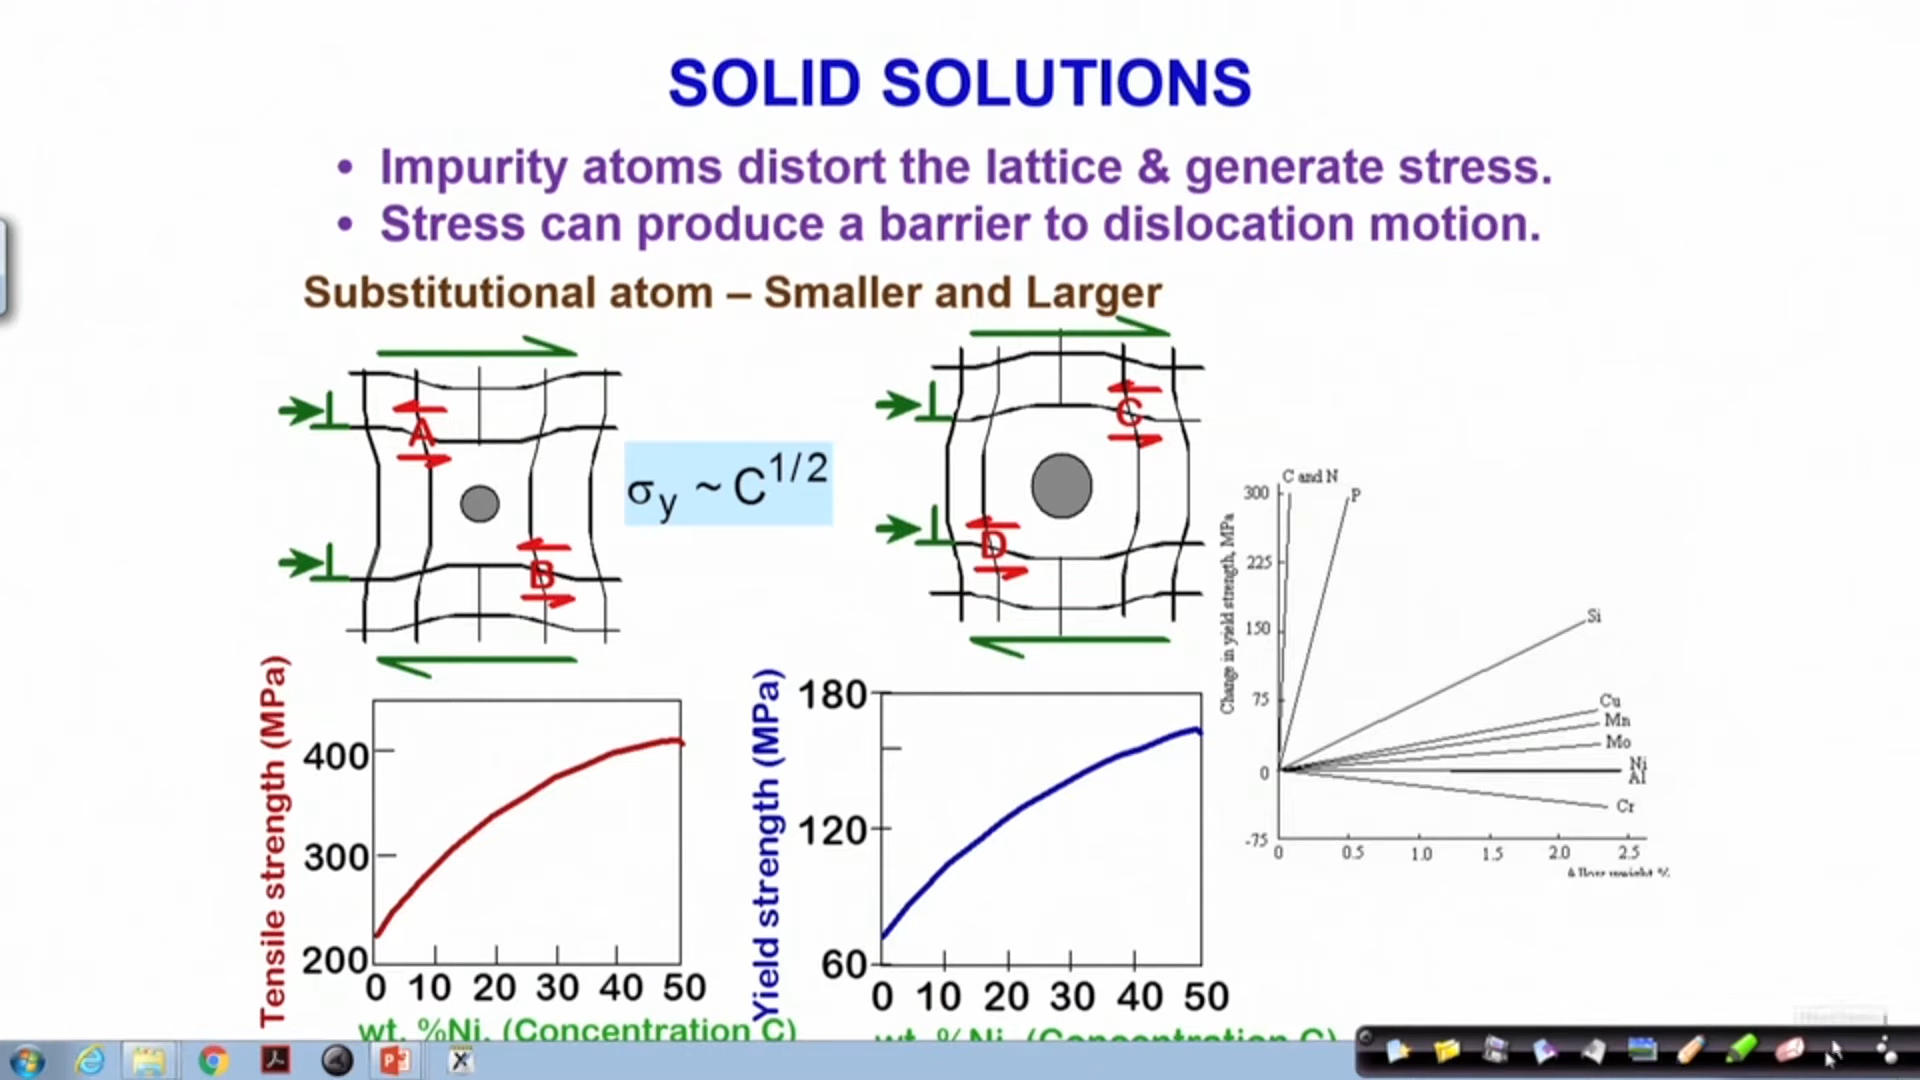 SOLID SOLUTIONS
• Impurity atoms distort the lattice & generate stress.
• Stress can produce a barrier to dislocation motion.
Substitutional atom – Smaller and Larger
A
B
σy ~ C1/2
C
D
Tensile strength (MPa)
400
300
200
0 10 20 30 40 50
wt. %Ni. (Concentration C)
Yield strength (MPa)
180
120
60
0 10 20 30 40 50
wt. %Ni. (Concentration C)
Change in yield strength, MPa
300
225
150
75
0
-75
C and N
P
Si
Cu
Mn
Mo
Ni
Al
Cr
0 0.5 1.0 1.5 2.0 2.5